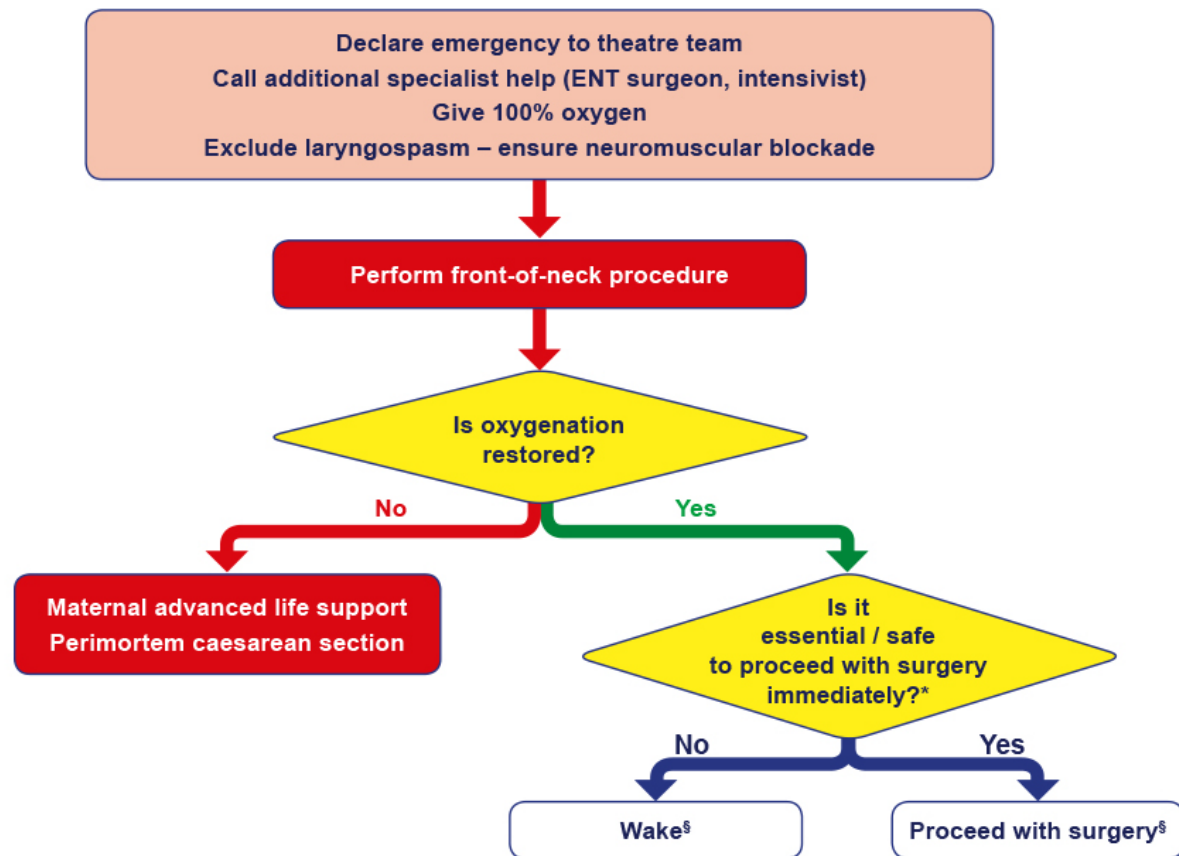 Declare emergency to theatre team
Call additional specialist help (ENT surgeon, intensivist)
Give 100% oxygen
Exclude laryngospasm – ensure neuromuscular blockade
Perform front-of-neck procedure
Is oxygenation
restored?
No
Yes
Maternal advanced life support
Perimortem caesarean section
Is it
essential / safe
to proceed with surgery
immediately?*
No
Yes
Wake§
Proceed with surgery§